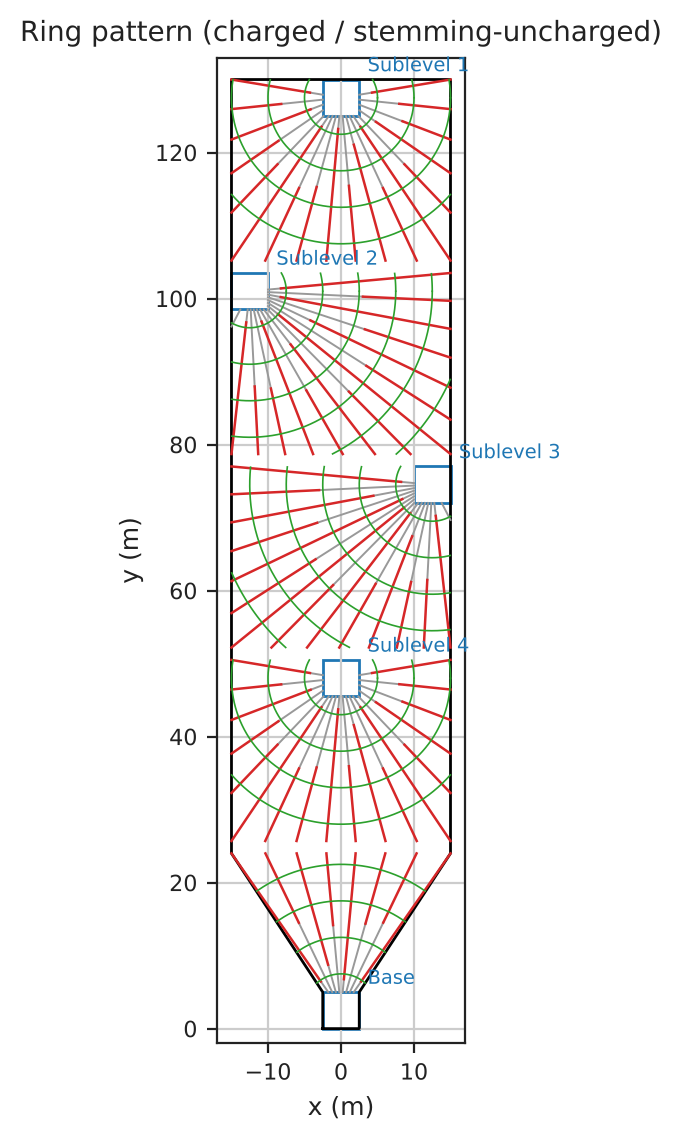 Ring pattern (charged / stemming-uncharged)
Sublevel 1
120
Sublevel 2
100
80
Sublevel 3
y (m)
60
Sublevel 4
40
20
Base
0
−10 0 10
x (m)